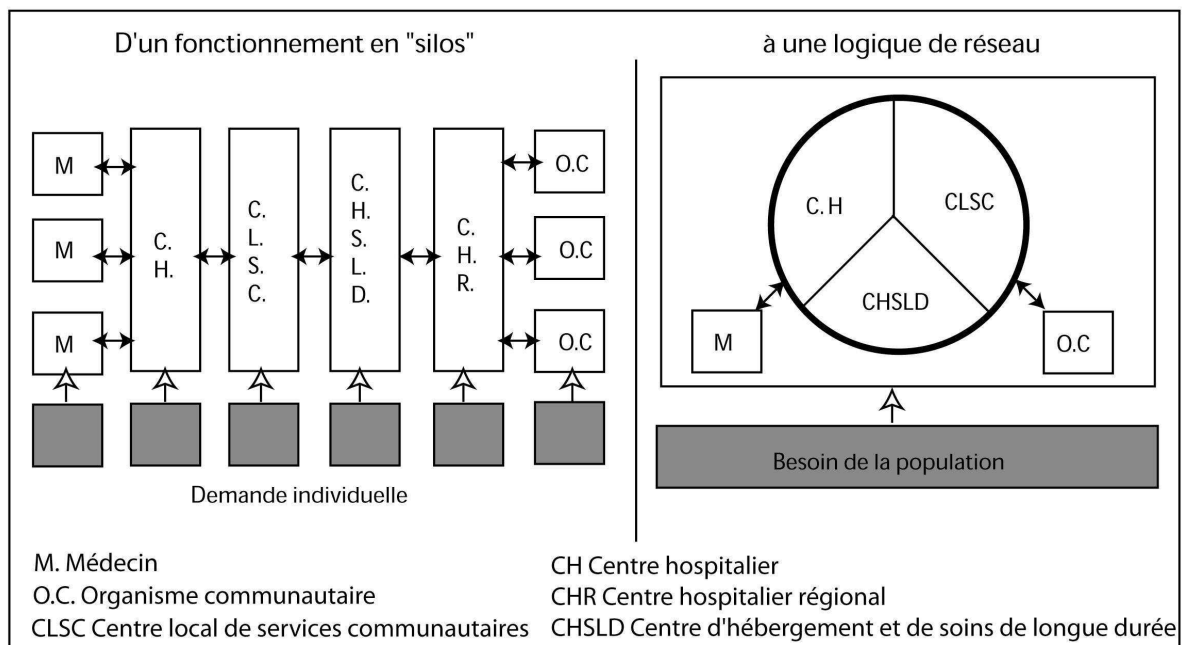 D'un fonctionnement en "silos"
M
M
M
C.
H.
C.
L.
S.
C.
C.
H.
S.
L.
D.
C.
H.
R.
O.C
O.C
O.C
Demande individuelle
à une logique de réseau
C. H
CLSC
CHSLD
M
O.C
Besoin de la population
M. Médecin
O.C. Organisme communautaire
CLSC Centre local de services communautaires
CH Centre hospitalier
CHR Centre hospitalier régional
CHSLD Centre d'hébergement et de soins de longue durée